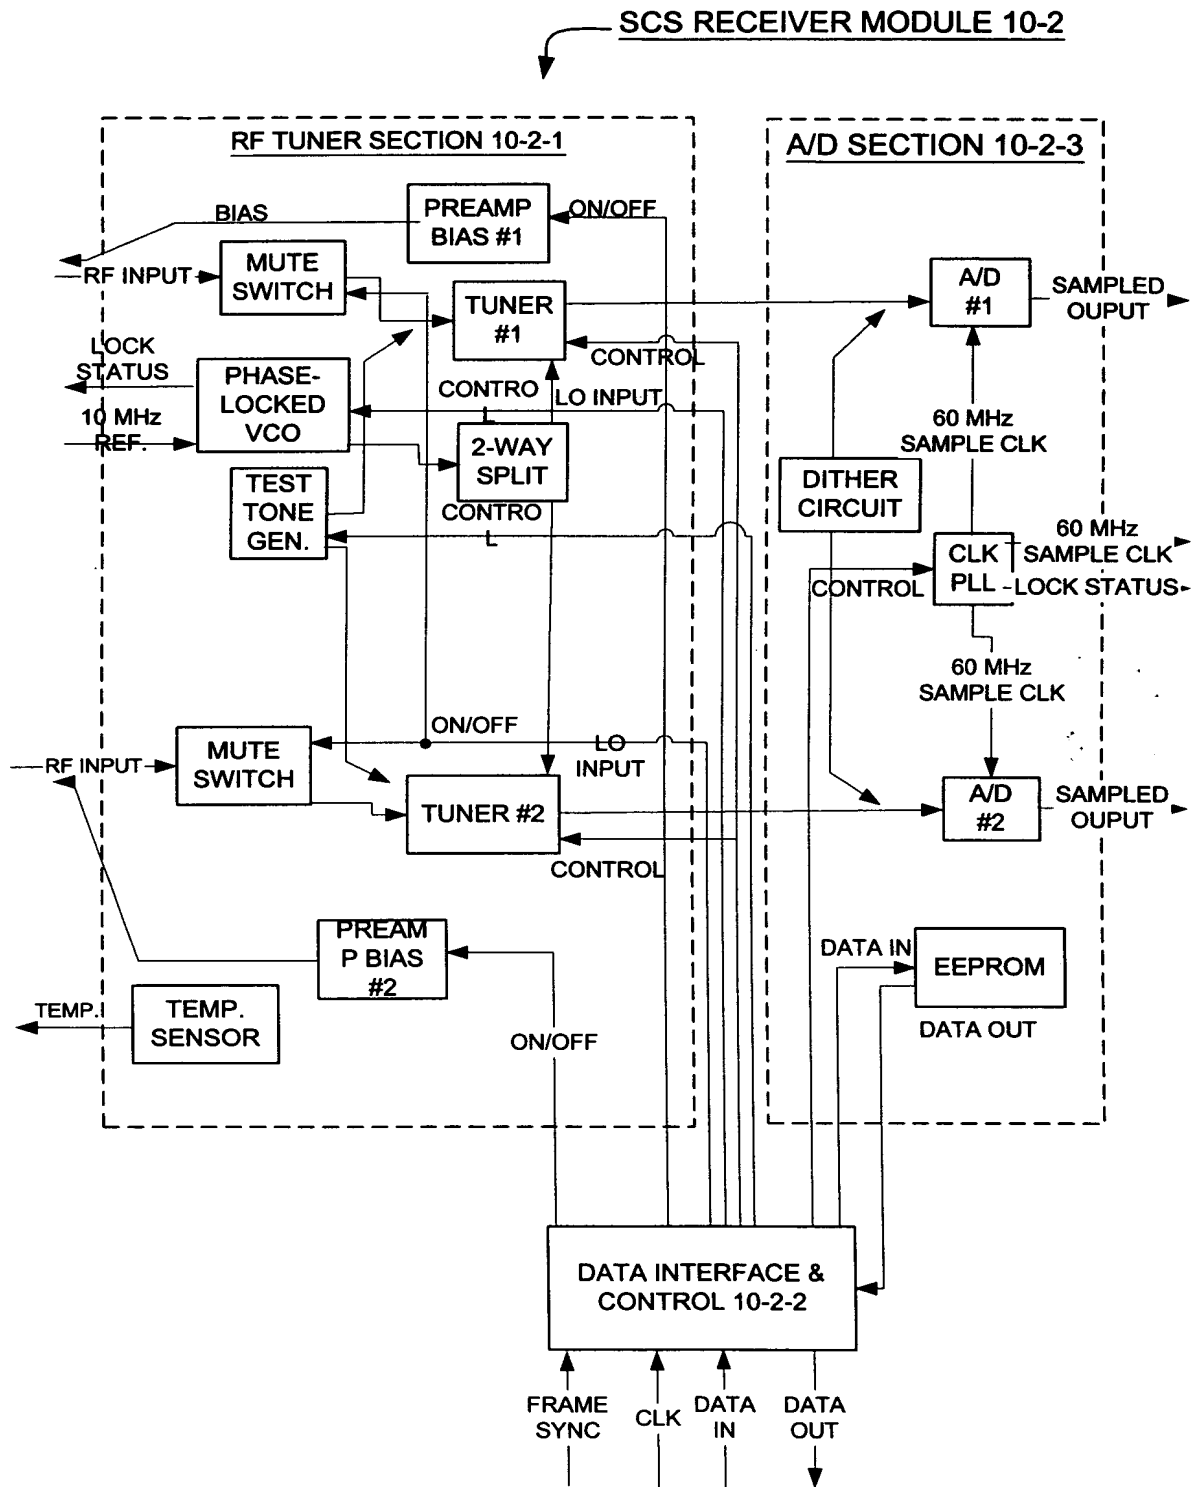 SCS RECEIVER MODULE 10-2
RF TUNER SECTION 10-2-1
A/D SECTION 10-2-3
BIAS
PREAMP
BIAS #1
ON/OFF
RF INPUT
MUTE
SWITCH
TUNER
#1
CONTROL
A/D
#1
SAMPLED
OUPUT
LOCK
STATUS
10 MHz
REF.
PHASE-
LOCKED
VCO
CONTRO
L
LO INPUT
2-WAY
SPLIT
60 MHz
SAMPLE CLK
TEST
TONE
GEN.
CONTRO
L
DITHER
CIRCUIT
CONTROL
CLK
PLL
60 MHz
SAMPLE CLK
LOCK STATUS
60 MHz
SAMPLE CLK
RF INPUT
MUTE
SWITCH
ON/OFF
LO
INPUT
TUNER #2
CONTROL
A/D
#2
SAMPLED
OUPUT
PREAM
P BIAS
#2
ON/OFF
TEMP.
TEMP.
SENSOR
DATA IN
EEPROM
DATA OUT
DATA INTERFACE &
CONTROL 10-2-2
FRAME
SYNC
CLK
DATA
IN
DATA
OUT